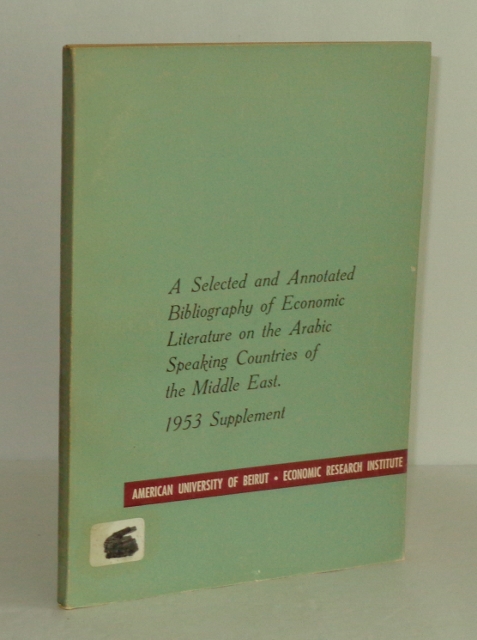 A Selected and Annotated
Bibliography of Economic
Literature on the Arabic
Speaking Countries of
the Middle East.
1953 Supplement
AMERICAN UNIVERSITY OF BEIRUT • ECONOMIC RESEARCH INSTITUTE